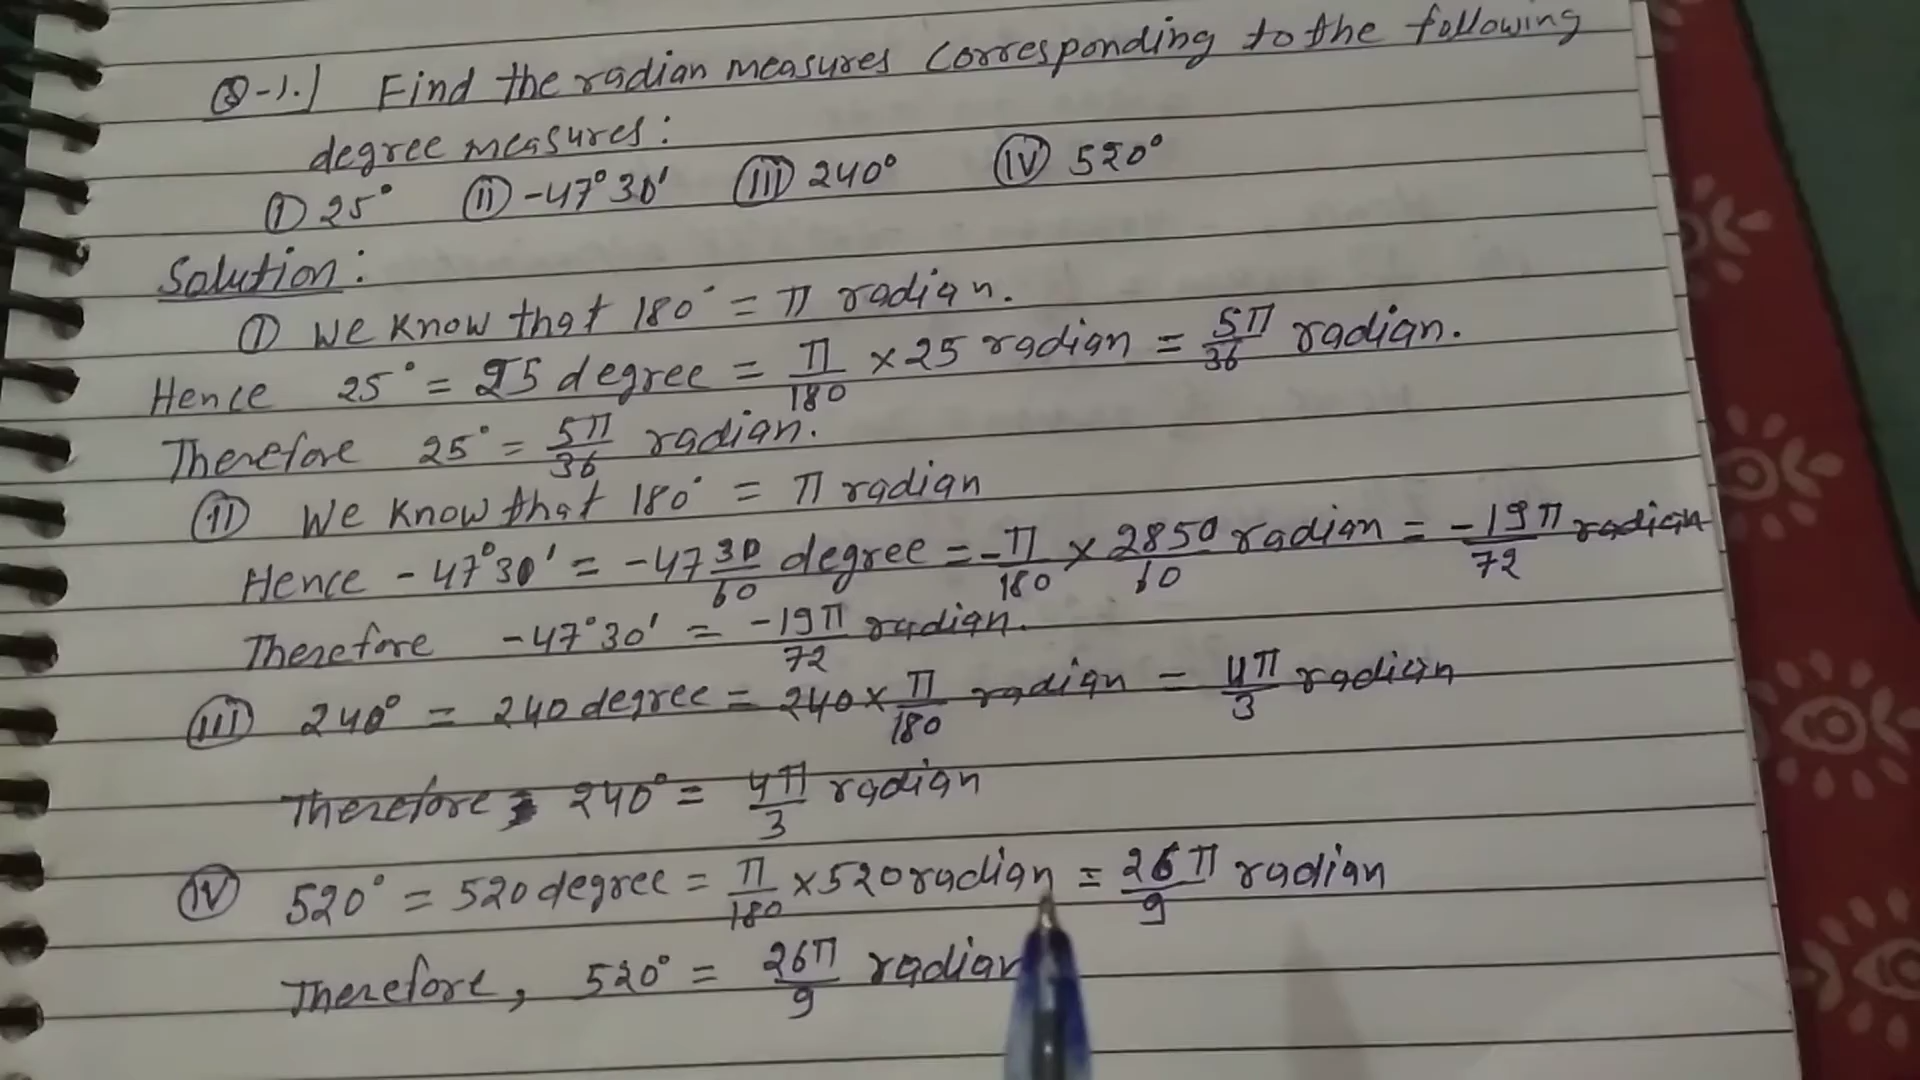 Q-1.) Find the radian measures corresponding to the following
degree measures:
(I) 25° (II) -47°30' (III) 240° (IV) 520°
Solution:
(I) We know that 180° = π radian.
Hence 25° = 25 degree = π/180 × 25 radian = 5π/36 radian.
Therefore 25° = 5π/36 radian.
(II) We know that 180° = π radian
Hence -47°30' = -47 30/60 degree = -π/180 × 2850/60 radian = -19π/72 radian
Therefore -47°30' = -19π/72 radian.
(III) 240° = 240 degree = 240 × π/180 radian = 4π/3 radian
Therefore, 240° = 4π/3 radian
(IV) 520° = 520 degree = π/180 × 520 radian = 26π/9 radian
Therefore, 520° = 26π/9 radian